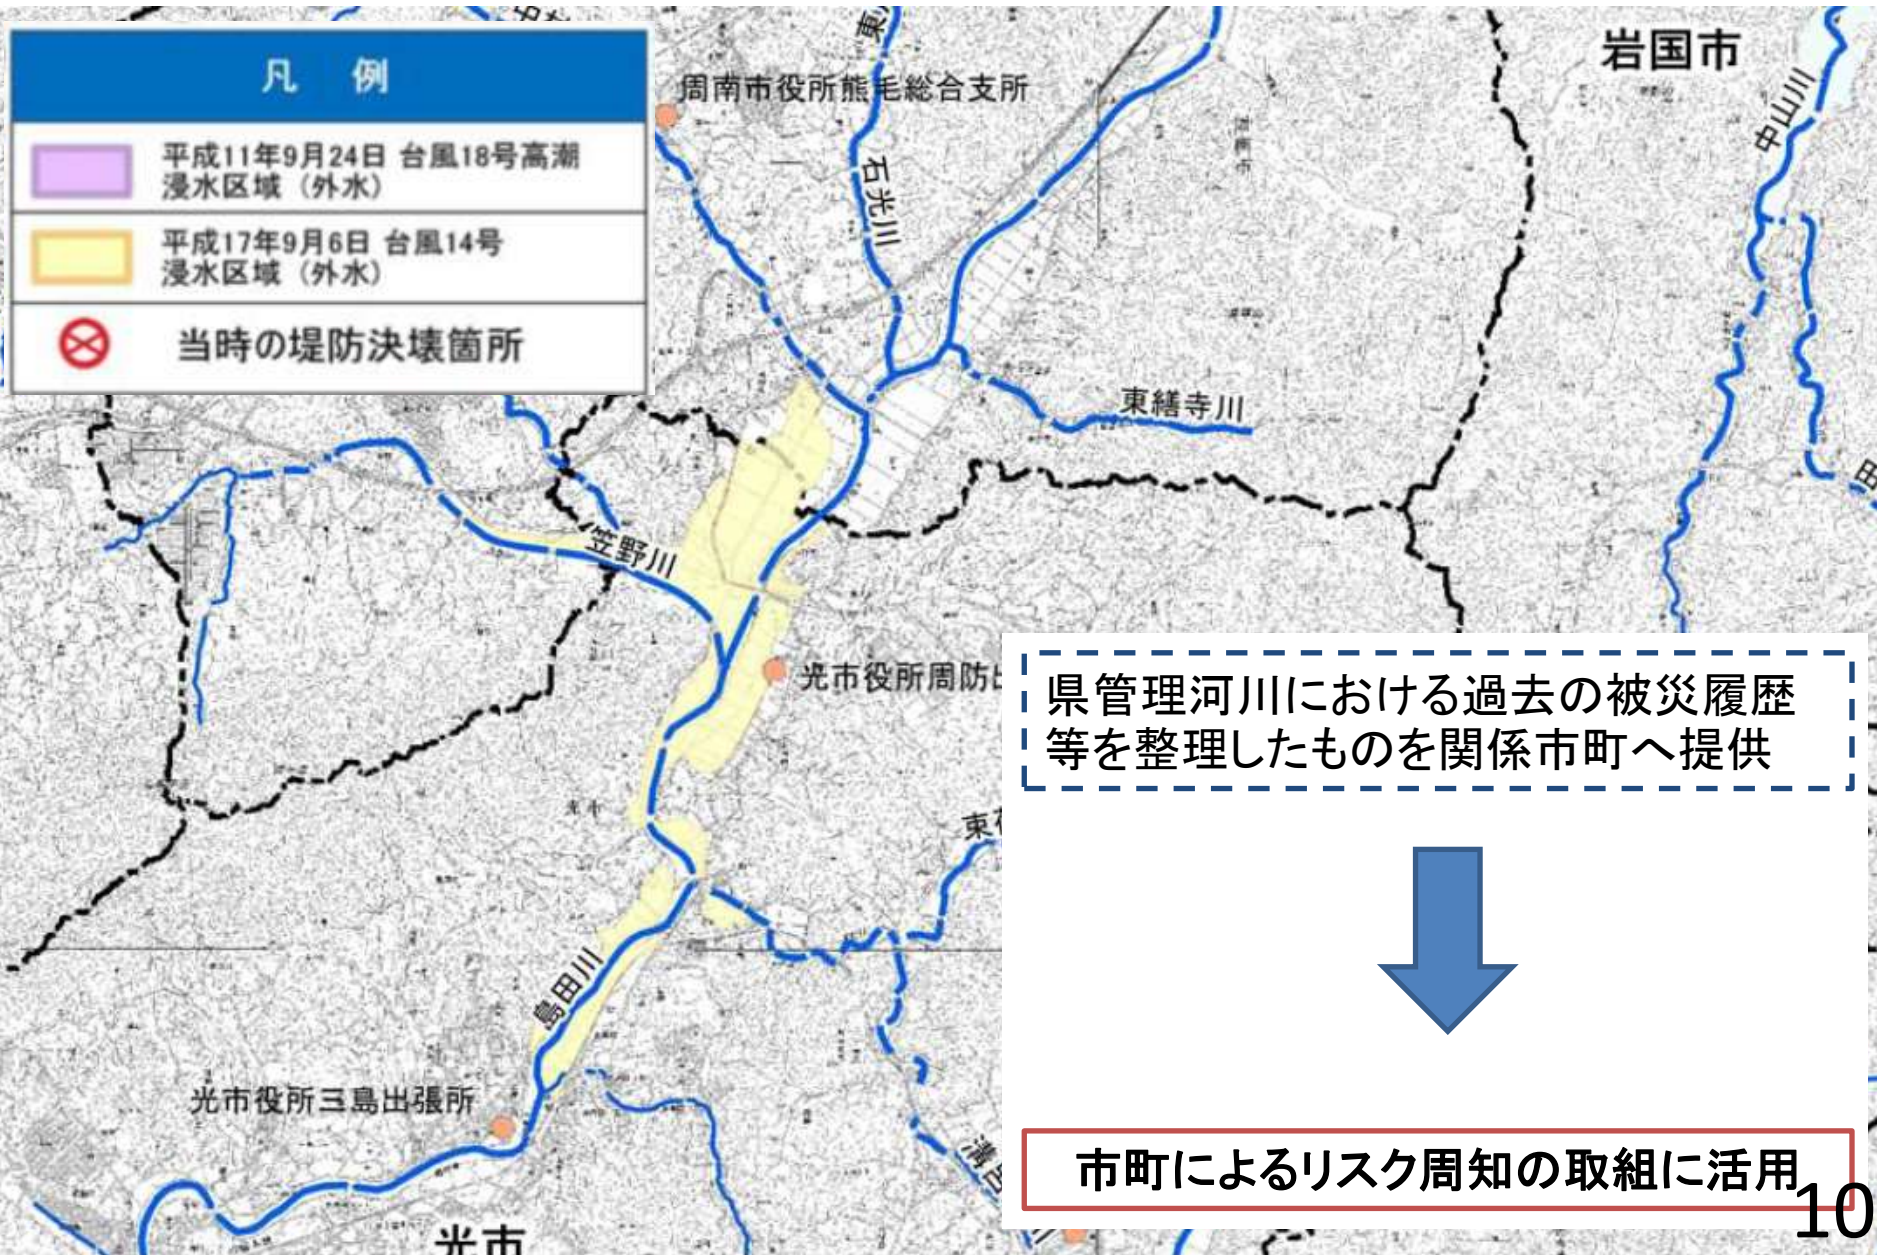 凡 例
平成11年9月24日 台風18号高潮
浸水区域（外水）
平成17年9月6日 台風14号
浸水区域（外水）
当時の堤防決壊箇所
周南市役所熊毛総合支所
岩国市
中山川
石光川
東繕寺川
笠野川
光市役所周防
県管理河川における過去の被災履歴
等を整理したものを関係市町へ提供
光市
島田川
光市役所三島出張所
市町によるリスク周知の取組に活用
10
光市